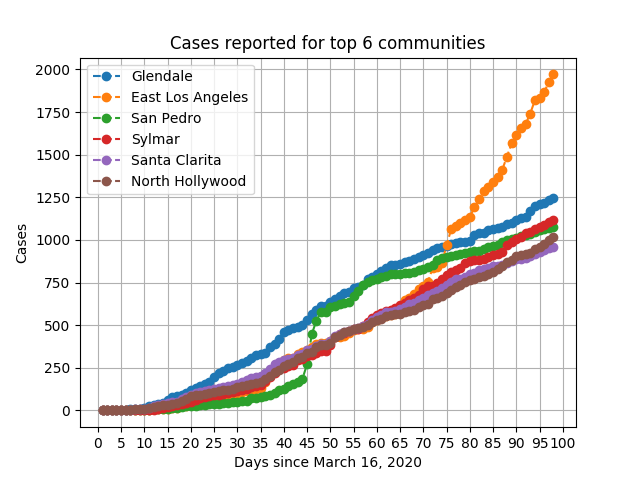 Cases reported for top 6 communities
Glendale
East Los Angeles
San Pedro
Sylmar
Santa Clarita
North Hollywood
2000
1750
1500
1250
1000
750
500
250
0
Cases
0 5 10 15 20 25 30 35 40 45 50 55 60 65 70 75 80 85 90 95 100
Days since March 16, 2020